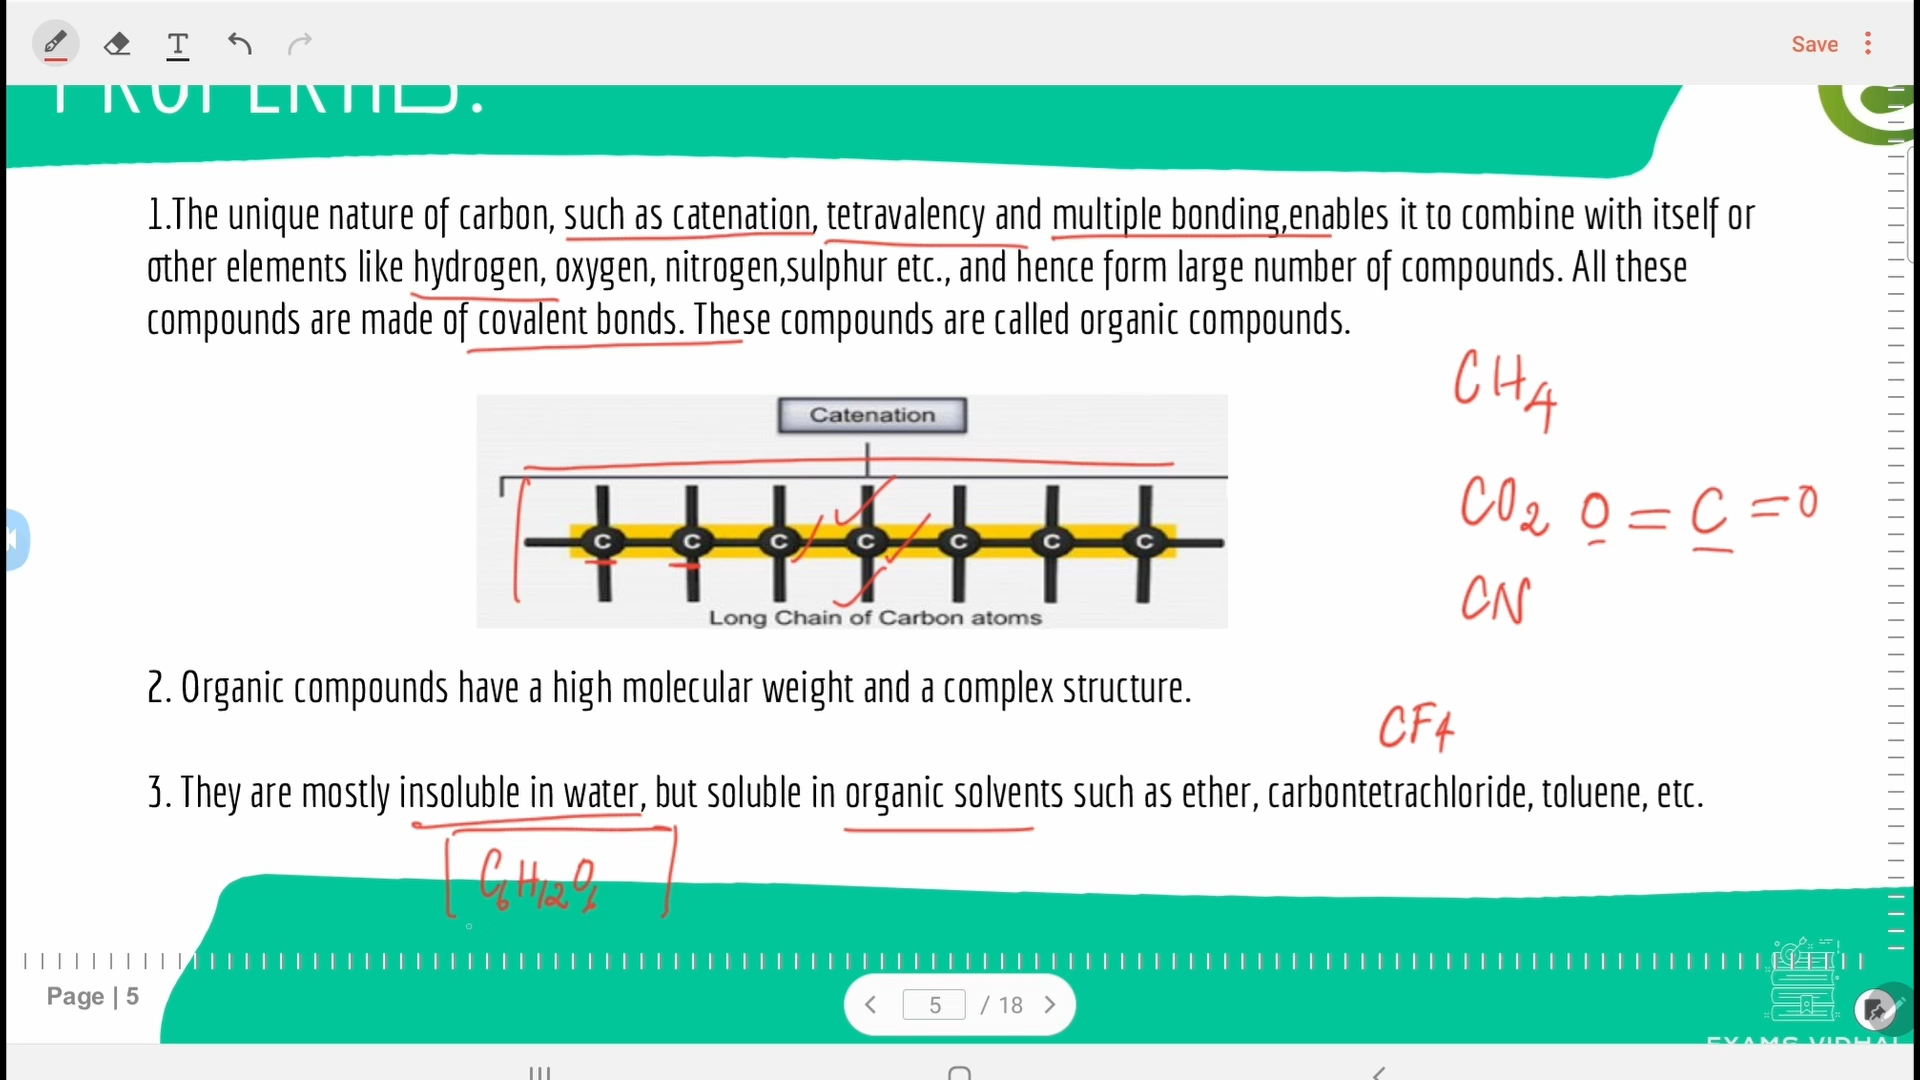 T
Save
PROPERTIES:
1.The unique nature of carbon, such as catenation, tetravalency and multiple bonding,enables it to combine with itself or
other elements like hydrogen, oxygen, nitrogen,sulphur etc., and hence form large number of compounds. All these
compounds are made of covalent bonds. These compounds are called organic compounds.
CH4
Catenation
CO2 O = C = O
C C C C C C C
CN
Long Chain of Carbon atoms
2. Organic compounds have a high molecular weight and a complex structure.
CF4
3. They are mostly insoluble in water, but soluble in organic solvents such as ether, carbontetrachloride, toluene, etc.
C6H12O6
Page | 5
5 / 18